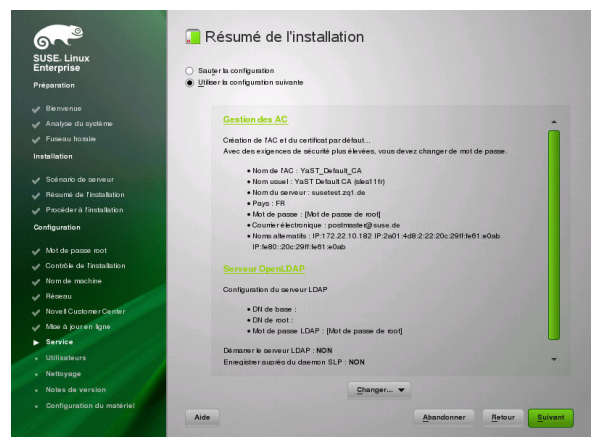 SUSE. Linux
Enterprise
Préparation
Bienvenue
Analyse du système
Fuseau horaire
Installation
Scénario de serveur
Résumé de l'installation
Procéder à l'installation
Configuration
Mot de passe root
Contrôle de l'installation
Nom de machine
Réseau
Novell Customer Center
Mise à jour en ligne
Service
Utilisateurs
Nettoyage
Notes de version
Configuration du matériel
Résumé de l'installation
Sauter la configuration
Utiliser la configuration suivante
Gestion des AC
Création de l'AC et du certificat par défaut...
Avec des exigences de sécurité plus élevées, vous devez changer de mot de passe.
• Nom de l'AC : YaST_Default_CA
• Nom usuel : YaST Default CA (sles11fr)
• Nom du serveur : susetest.zq1.de
• Pays : FR
• Mot de passe : [Mot de passe de root]
• Courrier électronique : postmaster@suse.de
• Noms alternatifs : IP:172.22.10.182 IP:2a01:4d8:2:22:20c:29ff:fe61:e0ab
IP:fe80::20c:29ff:fe61:e0ab
Serveur OpenLDAP
Configuration du serveur LDAP
• DN de base :
• DN de root :
• Mot de passe LDAP : [Mot de passe de root]
Démarrer le serveur LDAP : NON
Enregistrer auprès du daemon SLP : NON
Changer...
Aide
Abandonner
Retour
Suivant